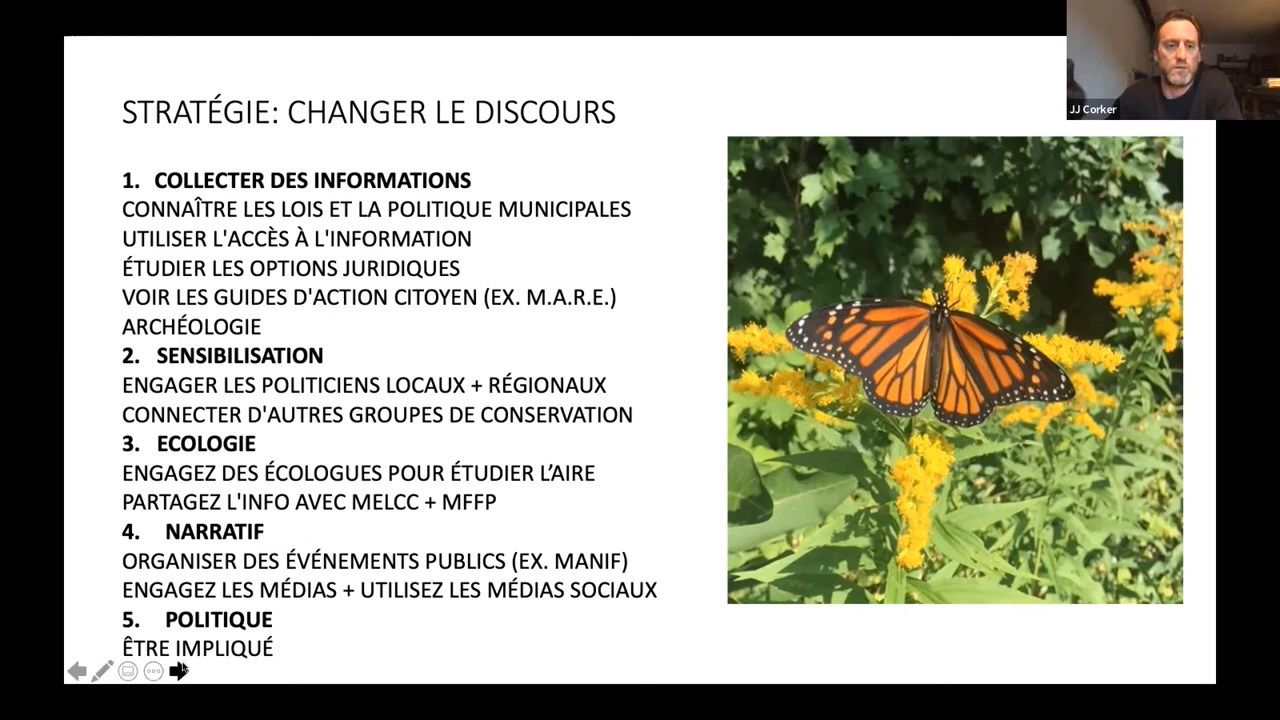 STRATÉGIE: CHANGER LE DISCOURS
1. COLLECTER DES INFORMATIONS
CONNAÎTRE LES LOIS ET LA POLITIQUE MUNICIPALES
UTILISER L'ACCÈS À L'INFORMATION
ÉTUDIER LES OPTIONS JURIDIQUES
VOIR LES GUIDES D'ACTION CITOYEN (EX. M.A.R.E.)
ARCHÉOLOGIE
2. SENSIBILISATION
ENGAGER LES POLITICIENS LOCAUX + RÉGIONAUX
CONNECTER D'AUTRES GROUPES DE CONSERVATION
3. ECOLOGIE
ENGAGEZ DES ÉCOLOGUES POUR ÉTUDIER L’AIRE
PARTAGEZ L'INFO AVEC MELCC + MFFP
4. NARRATIF
ORGANISER DES ÉVÉNEMENTS PUBLICS (EX. MANIF)
ENGAGEZ LES MÉDIAS + UTILISEZ LES MÉDIAS SOCIAUX
5. POLITIQUE
ÊTRE IMPLIQUÉ
JJ Corker